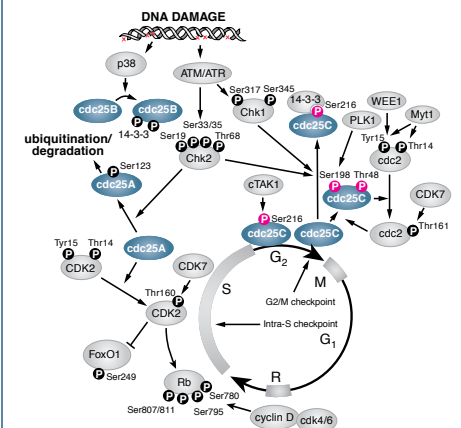 DNA DAMAGE
p38
ATM/ATR
Ser317
Ser345
P
P
Chk1
14-3-3
Ser216
P
cdc25C
WEE1
Myt1
PLK1
cdc25B
cdc25B
P
P
14-3-3
Ser33/35
Ser19
Thr68
P
P
P
P
Chk2
Tyr15
Thr14
P
P
cdc2
ubiquitination/
degradation
Ser123
P
cdc25A
Ser198
Thr48
P
P
cdc25C
cTAK1
CDK7
Ser216
P
cdc25C
cdc25C
cdc2
P
Thr161
Tyr15
Thr14
P
P
CDK2
cdc25A
CDK7
G2
M
S
Thr160
P
CDK2
G2/M checkpoint
Intra-S checkpoint
G1
FoxO1
P
Ser249
Rb
R
P
P
P
P
Ser780
Ser807/811
Ser795
cyclin D
cdk4/6